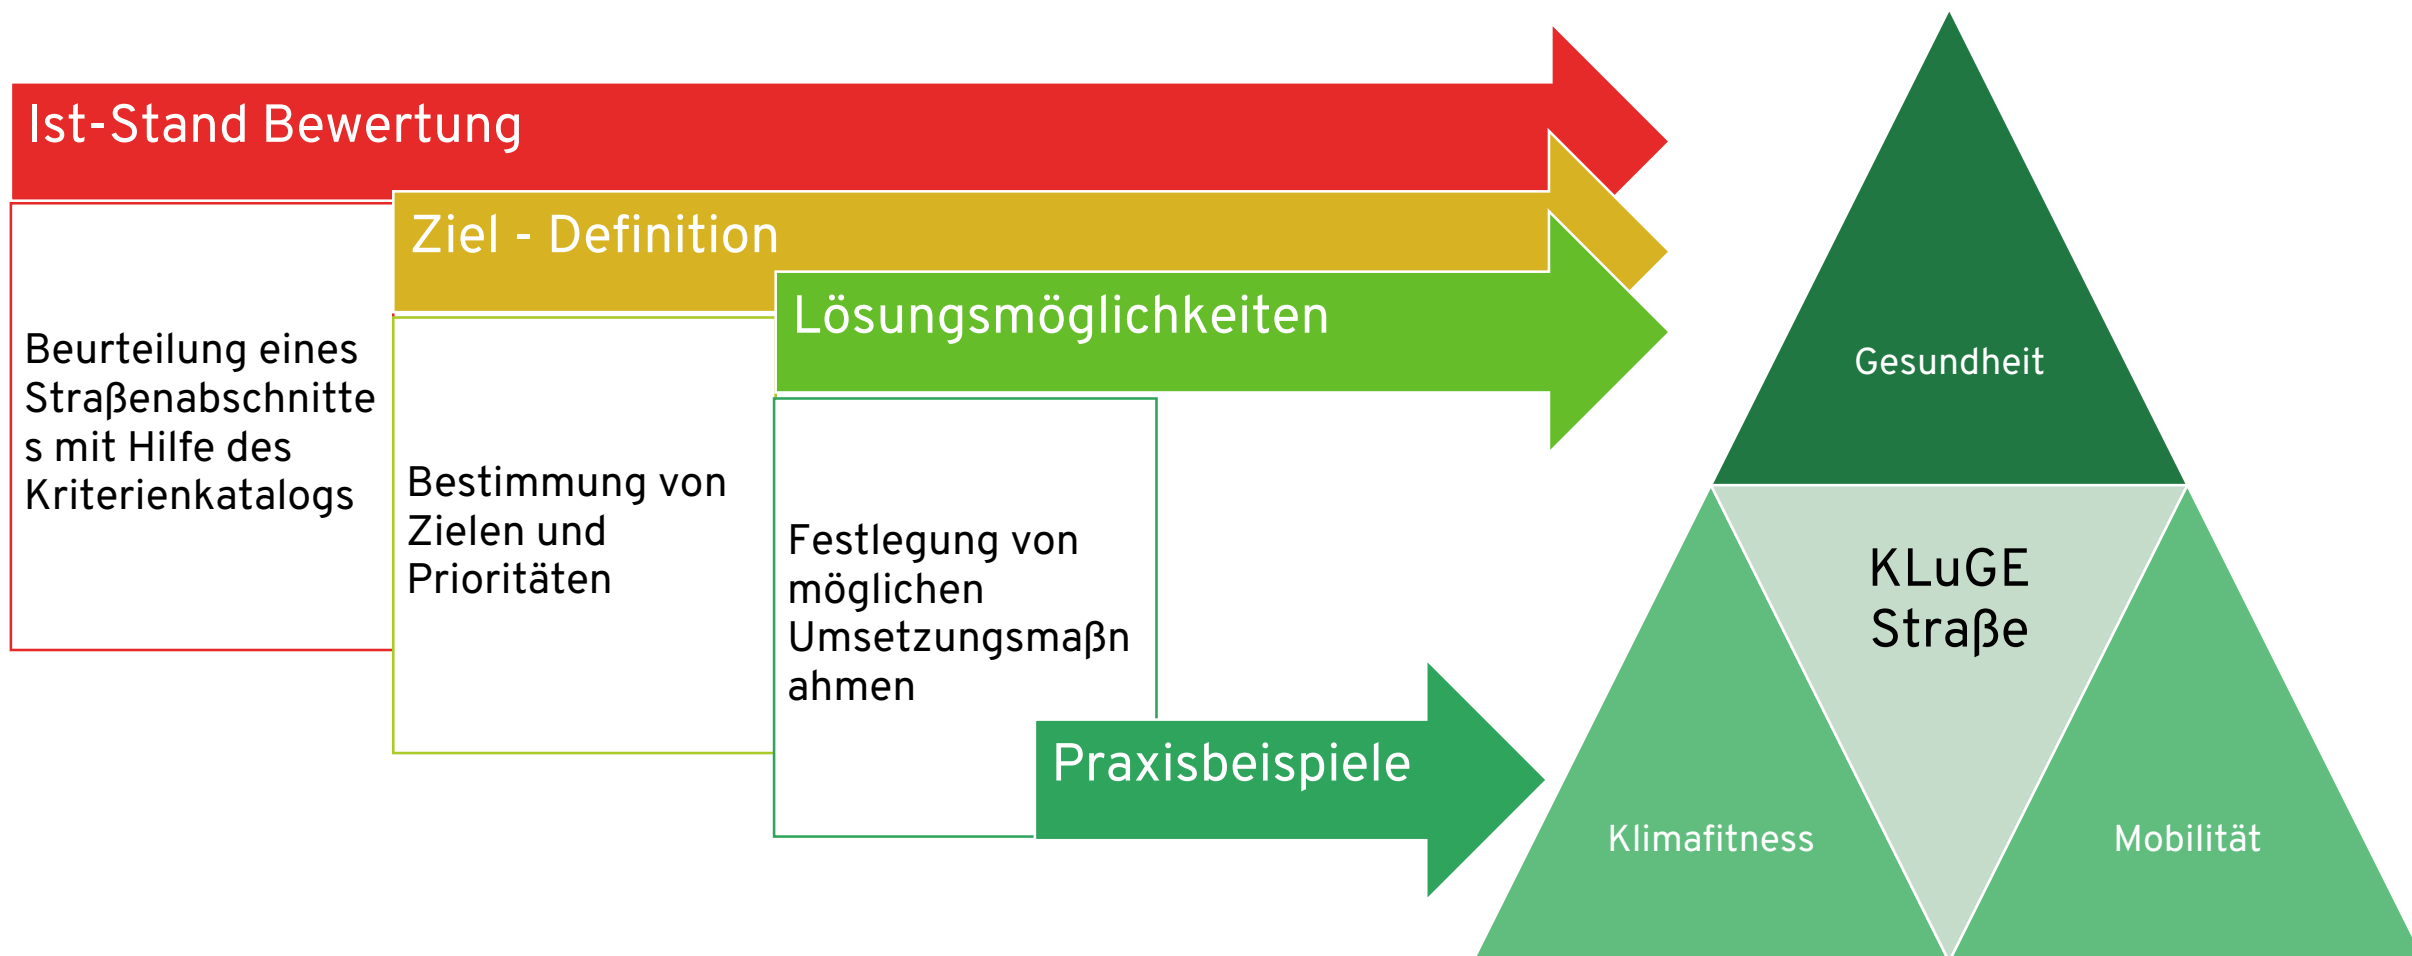 Ist-Stand Bewertung
Beurteilung eines
Straßenabschnitte
s mit Hilfe des
Kriterienkatalogs
Ziel - Definition
Bestimmung von
Zielen und
Prioritäten
Lösungsmöglichkeiten
Festlegung von
möglichen
Umsetzungsmaßn
ahmen
Praxisbeispiele
Gesundheit
KLuGE
Straße
Klimafitness
Mobilität